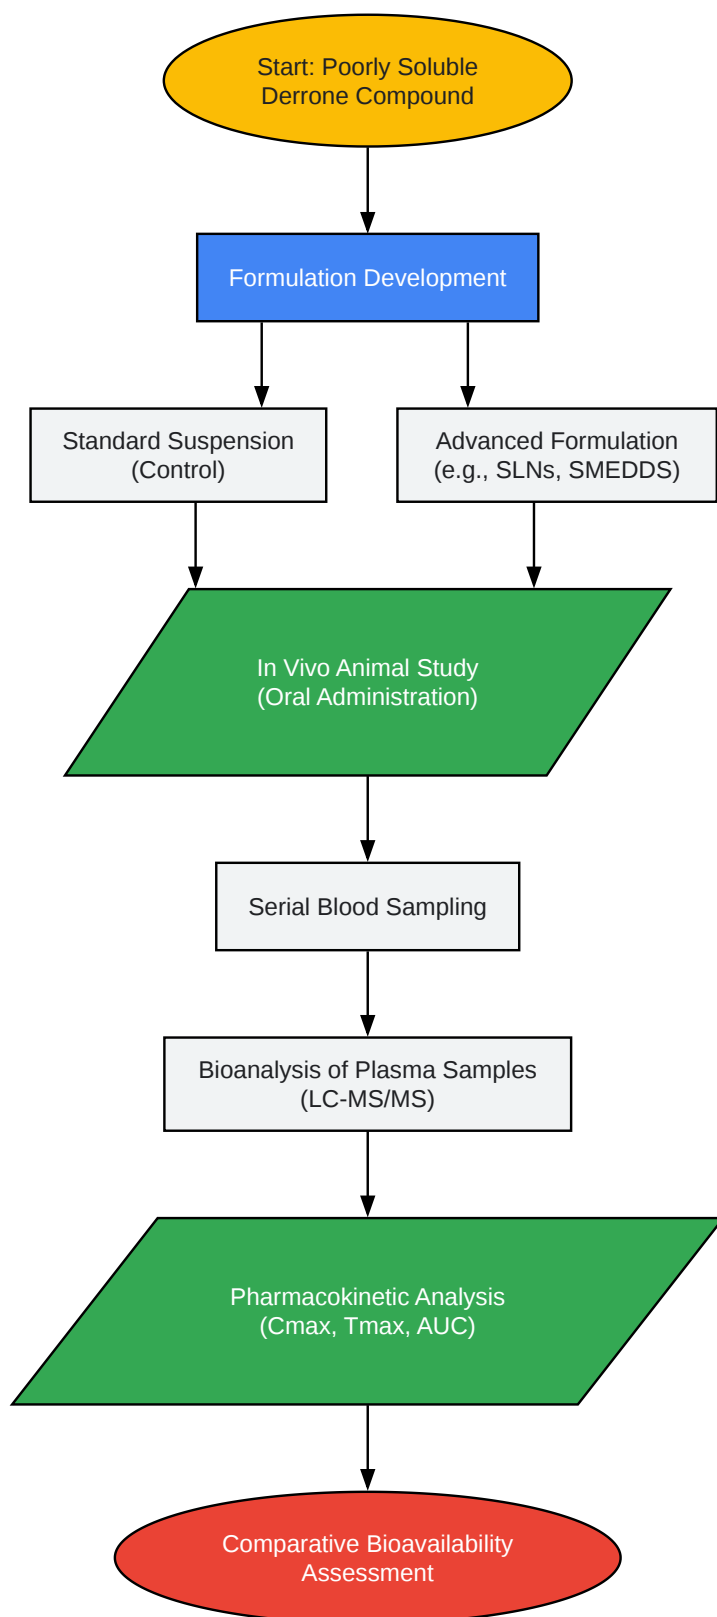 Start: Poorly Soluble
Derrone Compound
Formulation Development
Standard Suspension
(Control)
Advanced Formulation
(e.g., SLNs, SMEDDS)
In Vivo Animal Study
(Oral Administration)
Serial Blood Sampling
Bioanalysis of Plasma Samples
(LC-MS/MS)
Pharmacokinetic Analysis
(Cmax, Tmax, AUC)
Comparative Bioavailability
Assessment